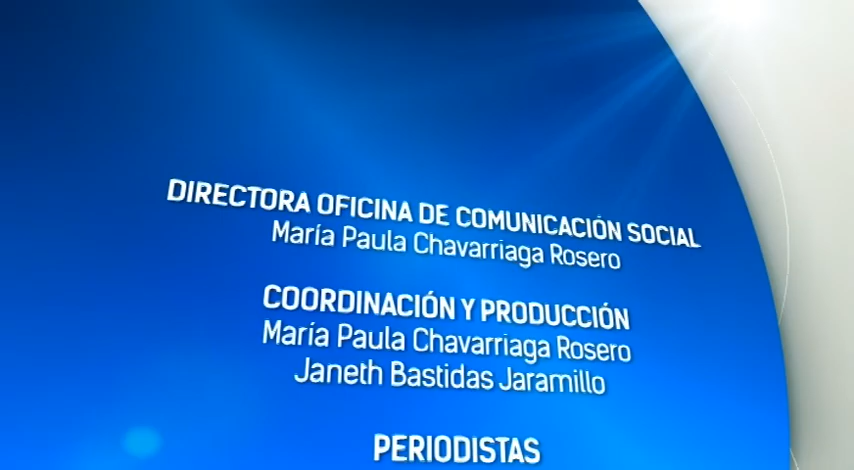 DIRECTORA OFICINA DE COMUNICACIÓN SOCIAL
María Paula Chavarriaga Rosero
COORDINACIÓN Y PRODUCCIÓN
María Paula Chavarriaga Rosero
Janeth Bastidas Jaramillo
PERIODISTAS